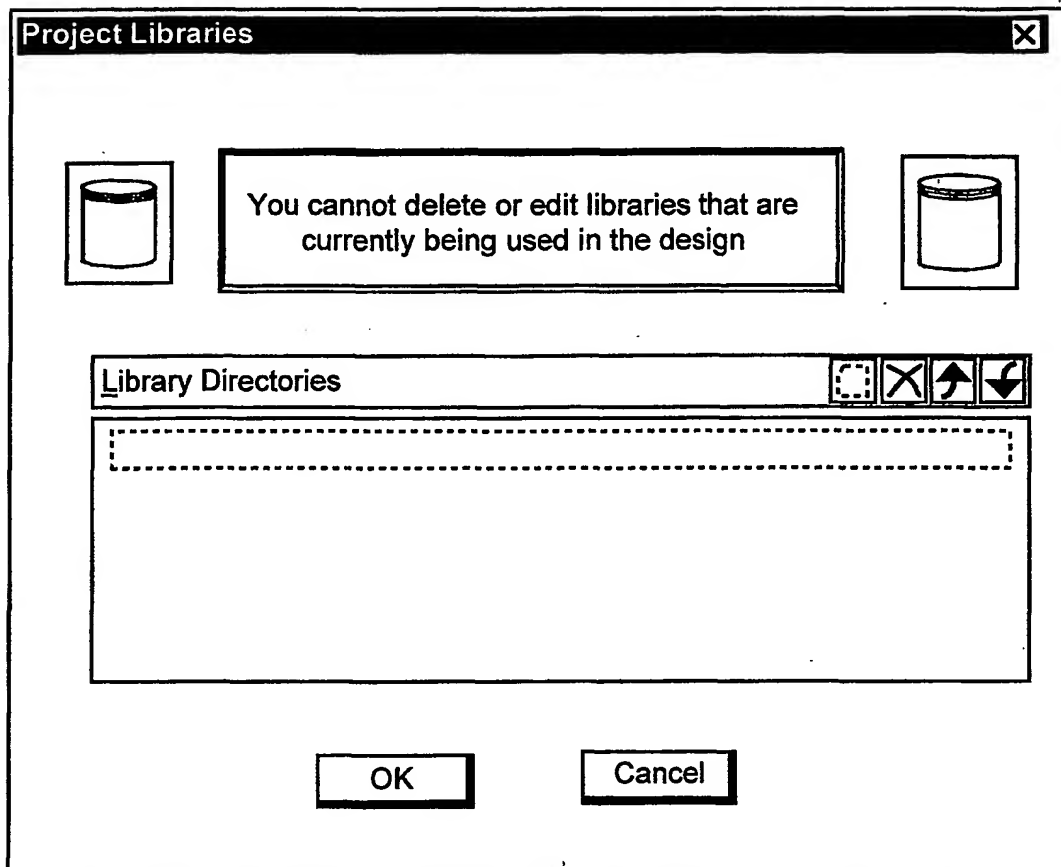 Project Libraries
You cannot delete or edit libraries that are
currently being used in the design
Library Directories
OK
Cancel